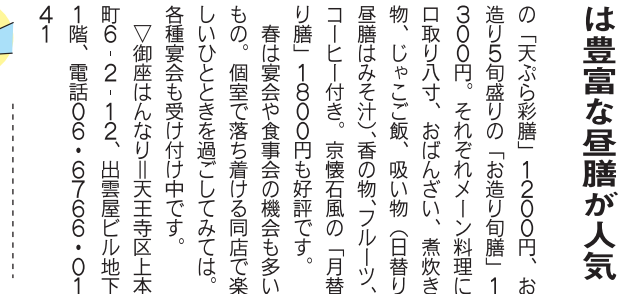 は豊富な昼膳が人気
の「天ぷら彩膳」1200円、お
造り5旬盛りの「お造り旬膳」1
300円。それぞれメーン料理に
口取り八寸、おばんざい、煮炊き
物、じゃこご飯、吸い物（日替り
昼膳はみそ汁）、香の物、フルーツ、
コーヒー付き。京懐石風の「月替
り膳」1800円も好評です。
春は宴会や食事会の機会も多い
もの。個室で落ち着ける同店で楽
しいひとときを過ごしてみては。
各種宴会も受け付け中です。
▽御座はんなり＝天王寺区上本
町6-2-12、出雲屋ビル地下
1階、電話06・6766・01
41